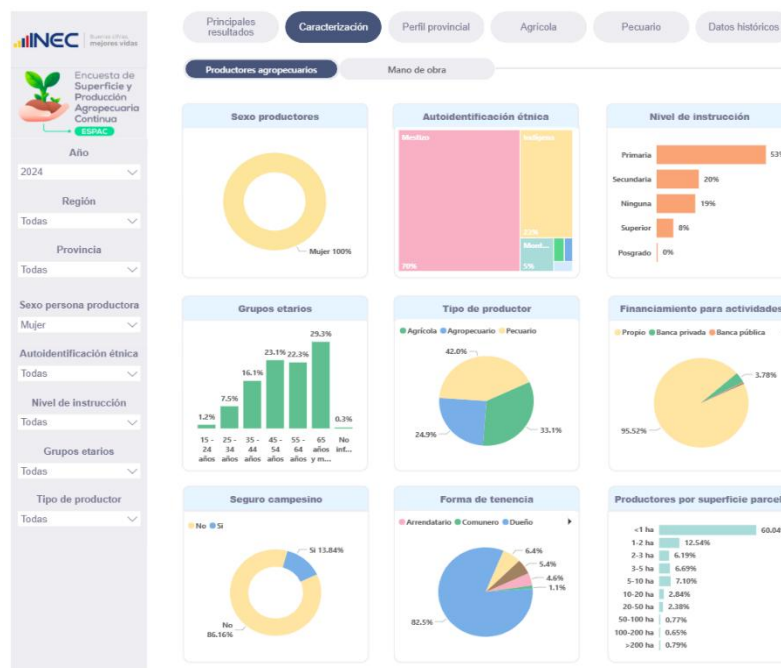 INEC
Buenas cifras,
mejores vidas
Encuesta de
Superficie y
Producción
Agropecuaria
Continua
ESPAC
Año
2024
Región
Todas
Provincia
Todas
Sexo persona productora
Mujer
Autoidentificación étnica
Todas
Nivel de instrucción
Todas
Grupos etarios
Todas
Tipo de productor
Todas
Principales
resultados
Caracterización
Perfil provincial
Agrícola
Pecuario
Datos históricos
Productores agropecuarios
Mano de obra
Sexo productores
Mujer 100%
Autoidentificación étnica
Mestizo
Indígena
70%
23%
Mont...
5%
Nivel de instrucción
Primaria
53%
Secundaria
20%
Ninguna
19%
Superior
8%
Posgrado
0%
Grupos etarios
1.2%
7.5%
16.1%
23.1%
22.3%
29.3%
0.3%
15 - 25 - 35 - 45 - 55 - 65 No
24 34 44 54 64 años inf...
años años años años años y m...
Tipo de productor
Agrícola Agropecuario Pecuario
42.0%
24.9%
33.1%
Financiamiento para actividades
Propio Banca privada Banca pública
3.78%
95.52%
Seguro campesino
No Si
Si 13.84%
No
86.16%
Forma de tenencia
Arrendatario Comunero Dueño
6.4%
5.4%
4.6%
1.1%
82.5%
Productores por superficie parcel
<1 ha 60.04
1-2 ha 12.54%
2-3 ha 6.19%
3-5 ha 6.69%
5-10 ha 7.10%
10-20 ha 2.84%
20-50 ha 2.38%
50-100 ha 0.77%
100-200 ha 0.65%
>200 ha 0.79%